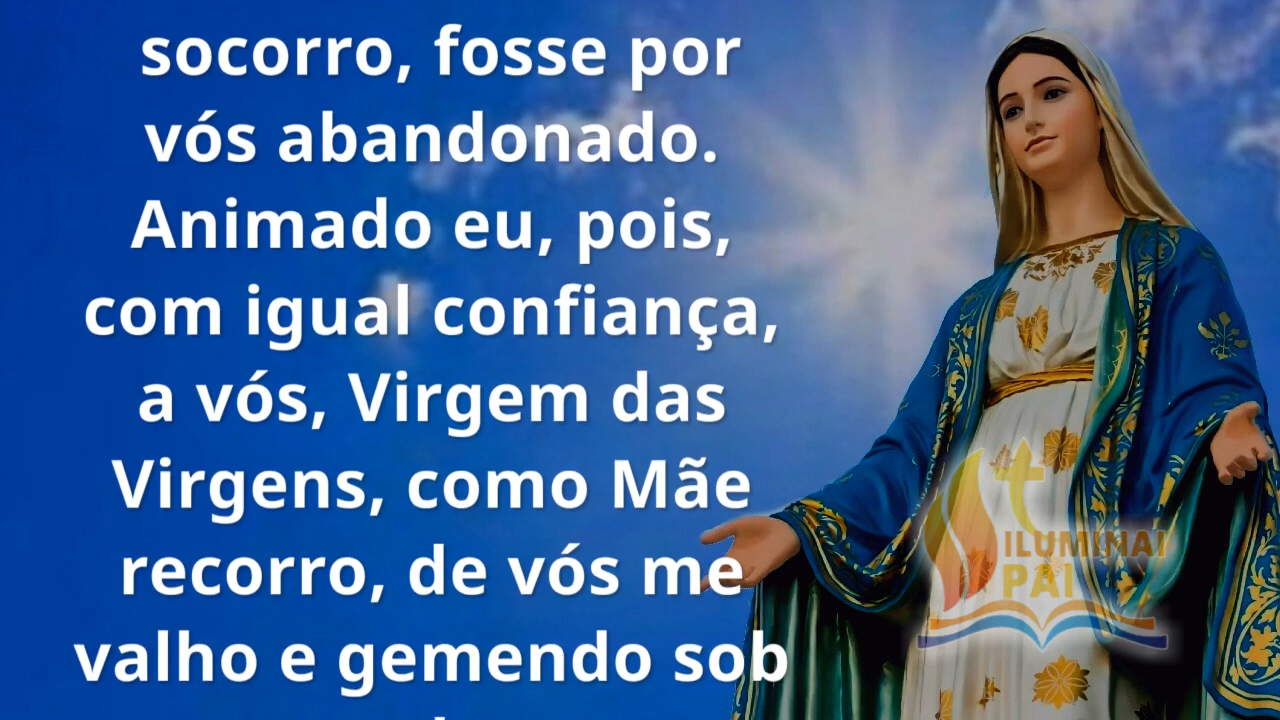 socorro, fosse por
vós abandonado.
Animado eu, pois,
com igual confiança,
a vós, Virgem das
Virgens, como Mãe
recorro, de vós me
valho e gemendo sob
ILUMINAI
PAI